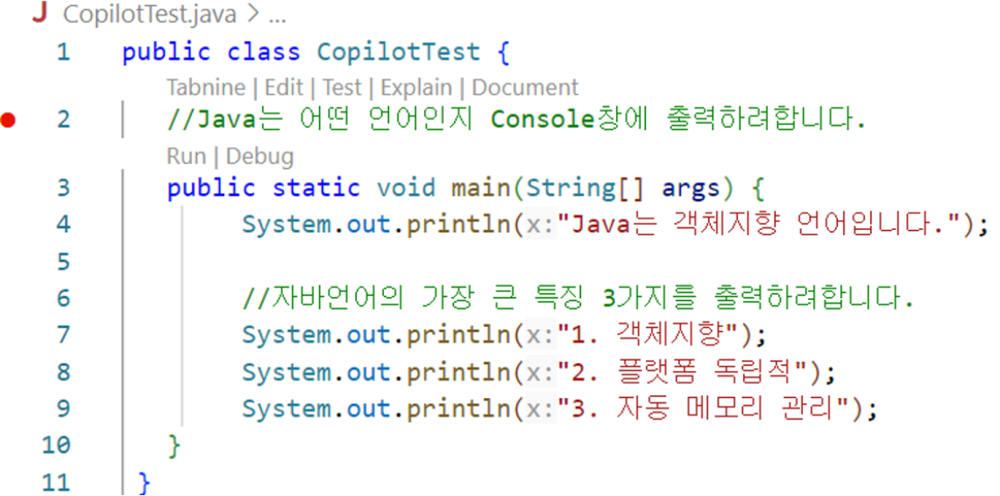 J CopilotTest.java > ...
1 public class CopilotTest {
Tabnine | Edit | Test | Explain | Document
2 //Java는 어떤 언어인지 Console창에 출력하려합니다.
Run | Debug
3 public static void main(String[] args) {
4 System.out.println(x:"Java는 객체지향 언어입니다.");
5
6 //자바언어의 가장 큰 특징 3가지를 출력하려합니다.
7 System.out.println(x:"1. 객체지향");
8 System.out.println(x:"2. 플랫폼 독립적");
9 System.out.println(x:"3. 자동 메모리 관리");
10 }
11 }